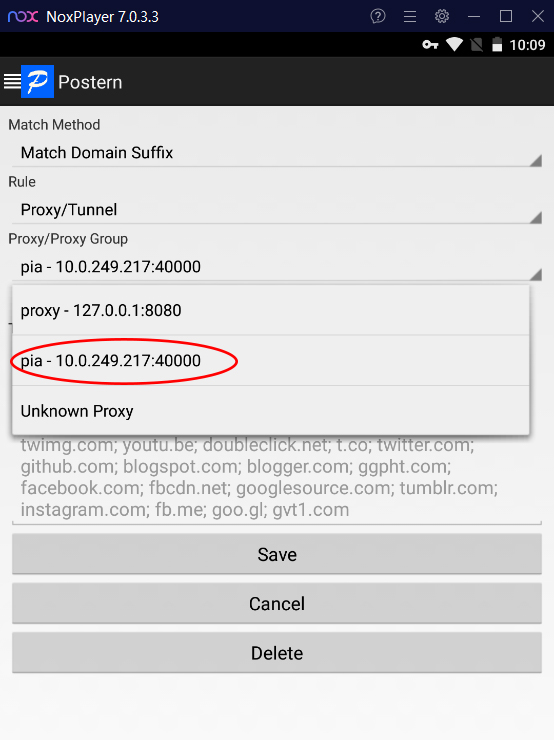 nox NoxPlayer 7.0.3.3
10:09
Postern
Match Method
Match Domain Suffix
Rule
Proxy/Tunnel
Proxy/Proxy Group
pia - 10.0.249.217:40000
proxy - 127.0.0.1:8080
pia - 10.0.249.217:40000
Unknown Proxy
twimg.com; youtu.be; doubleclick.net; t.co; twitter.com;
github.com; blogspot.com; blogger.com; ggpht.com;
facebook.com; fbcdn.net; googlesource.com; tumblr.com;
instagram.com; fb.me; goo.gl; gvt1.com
Save
Cancel
Delete